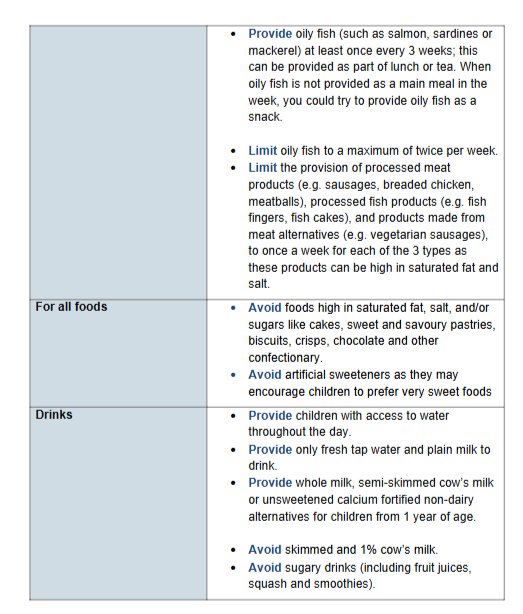 • Provide oily fish (such as salmon, sardines or
mackerel) at least once every 3 weeks; this
can be provided as part of lunch or tea. When
oily fish is not provided as a main meal in the
week, you could try to provide oily fish as a
snack.
• Limit oily fish to a maximum of twice per week.
• Limit the provision of processed meat
products (e.g. sausages, breaded chicken,
meatballs), processed fish products (e.g. fish
fingers, fish cakes), and products made from
meat alternatives (e.g. vegetarian sausages),
to once a week for each of the 3 types as
these products can be high in saturated fat and
salt.
For all foods
• Avoid foods high in saturated fat, salt, and/or
sugars like cakes, sweet and savoury pastries,
biscuits, crisps, chocolate and other
confectionary.
• Avoid artificial sweeteners as they may
encourage children to prefer very sweet foods
Drinks
• Provide children with access to water
throughout the day.
• Provide only fresh tap water and plain milk to
drink.
• Provide whole milk, semi-skimmed cow's milk
or unsweetened calcium fortified non-dairy
alternatives for children from 1 year of age.
• Avoid skimmed and 1% cow's milk.
• Avoid sugary drinks (including fruit juices,
squash and smoothies).